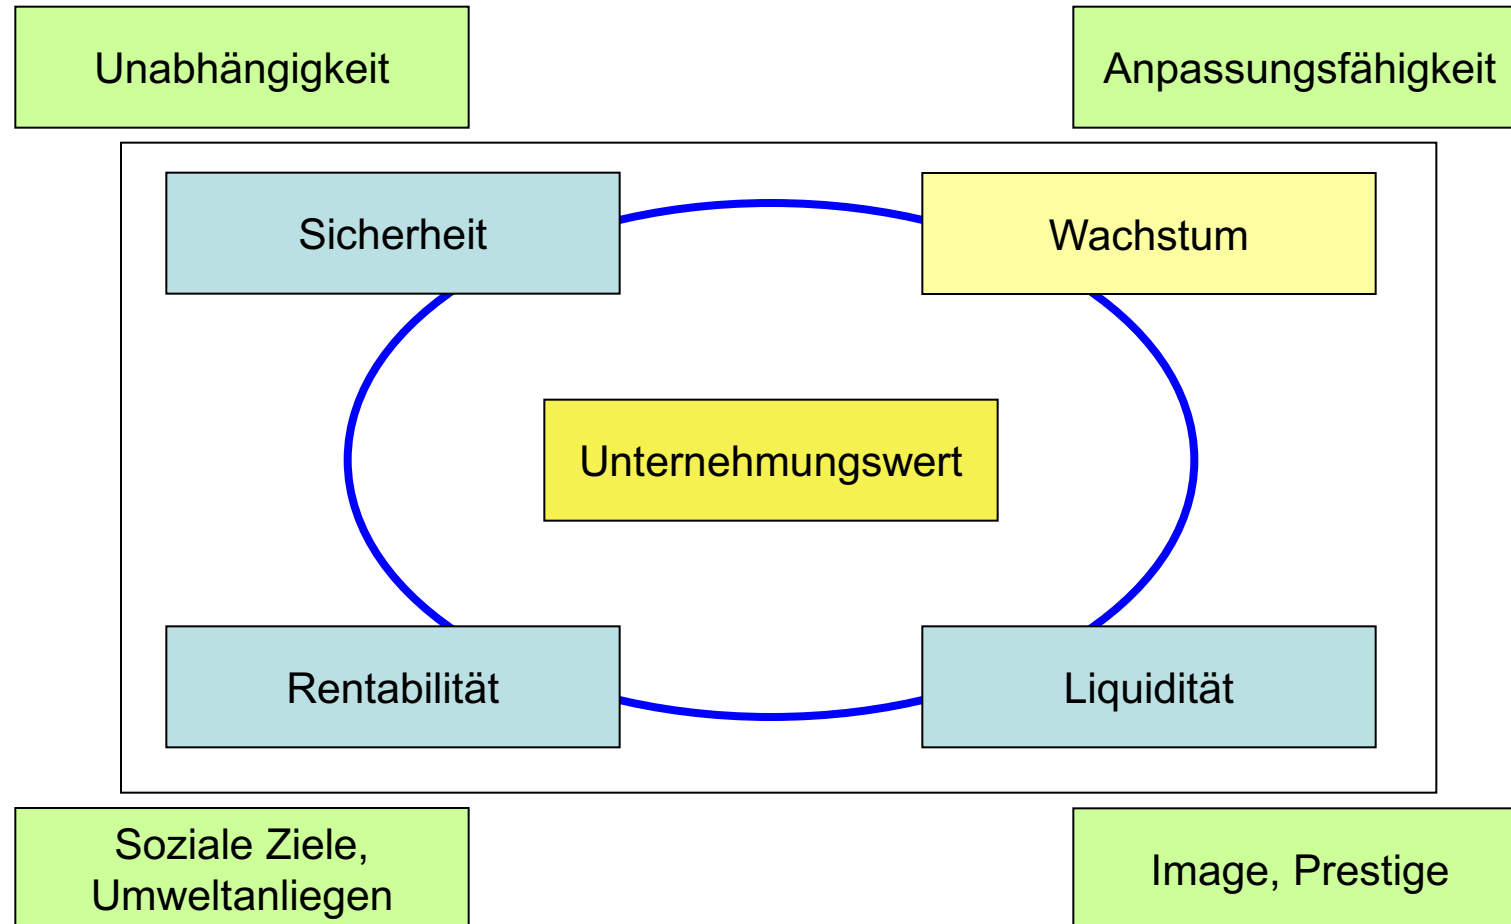 Unabhängigkeit
Anpassungsfähigkeit
Sicherheit
Wachstum
Unternehmungswert
Rentabilität
Liquidität
Soziale Ziele,
Umweltanliegen
Image, Prestige